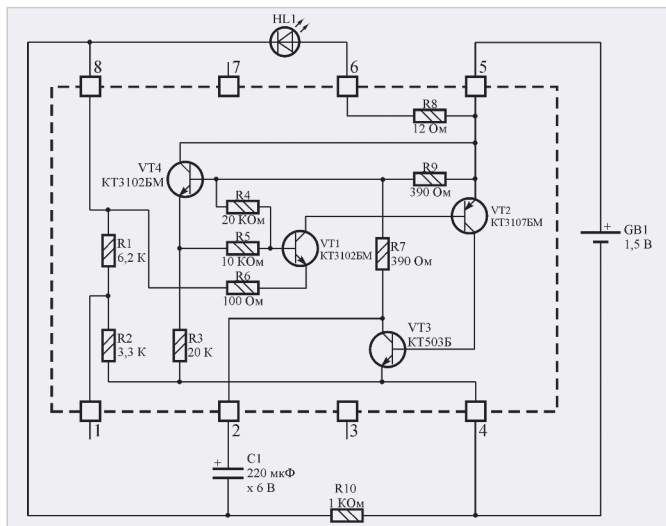 HL1
8
7
6
5
R8
12 Ом
VT4
КТ3102БМ
R9
390 Ом
R4
20 КОм
VT2
КТ3107БМ
GB1
1,5 В
+
R1
6,2 К
R5
10 КОм
VT1
КТ3102БМ
R7
390 Ом
R6
100 Ом
VT3
КТ503Б
R2
3,3 К
R3
20 К
1
2
3
4
+
C1
220 мкФ
х 6 В
R10
1 КОм